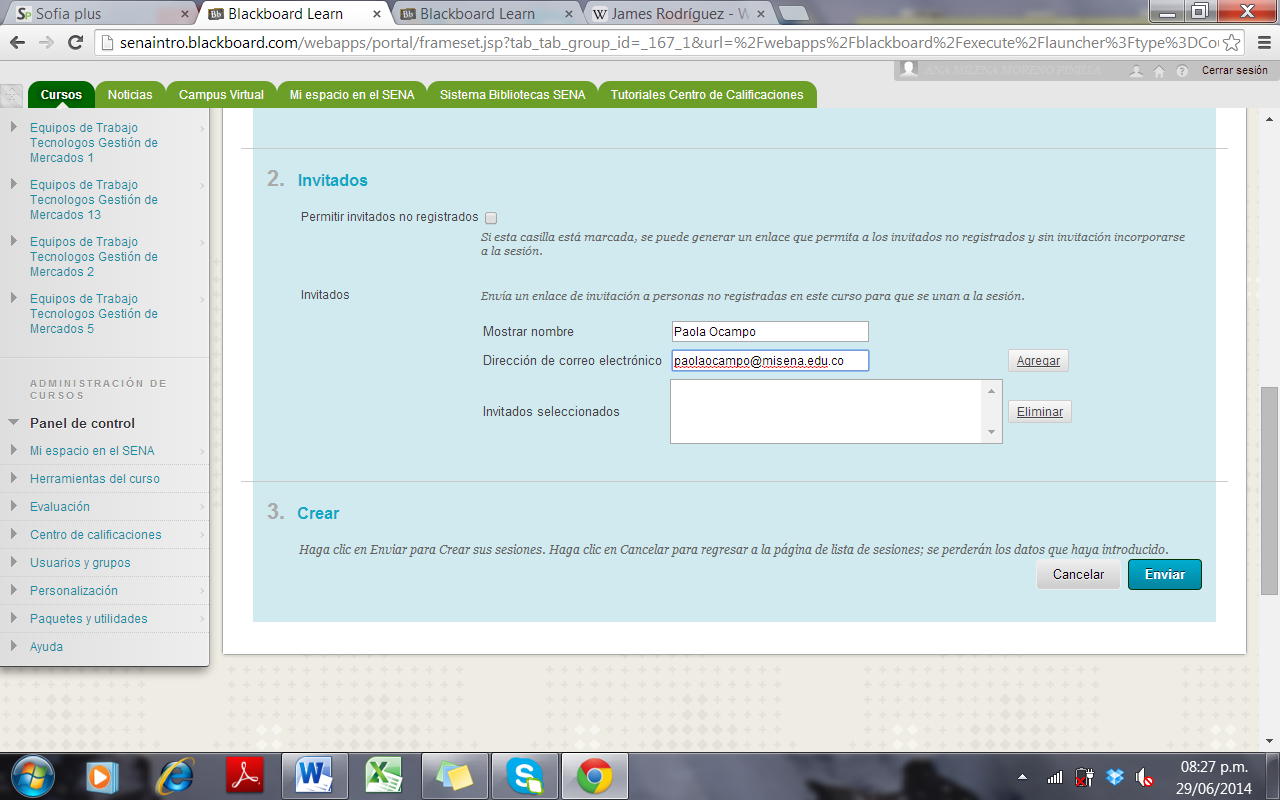 Sofia plus
Blackboard Learn
Blackboard Learn
James Rodríguez - W
senaintro.blackboard.com/webapps/portal/frameset.jsp?tab_tab_group_id=_167_1&url=%2Fwebapps%2Fblackboard%2Fexecute%2Flauncher%3Ftype%3DCo
ANA MILENA MORENO PINILLA
Cerrar sesión
Cursos
Noticias
Campus Virtual
Mi espacio en el SENA
Sistema Bibliotecas SENA
Tutoriales Centro de Calificaciones
Equipos de Trabajo
Tecnologos Gestión de
Mercados 1
Equipos de Trabajo
Tecnologos Gestión de
Mercados 13
Equipos de Trabajo
Tecnologos Gestión de
Mercados 2
Equipos de Trabajo
Tecnologos Gestión de
Mercados 5
ADMINISTRACIÓN DE
CURSOS
Panel de control
Mi espacio en el SENA
Herramientas del curso
Evaluación
Centro de calificaciones
Usuarios y grupos
Personalización
Paquetes y utilidades
Ayuda
2. Invitados
Permitir invitados no registrados
Si esta casilla está marcada, se puede generar un enlace que permita a los invitados no registrados y sin invitación incorporarse
a la sesión.
Invitados
Envía un enlace de invitación a personas no registradas en este curso para que se unan a la sesión.
Mostrar nombre
Paola Ocampo
Dirección de correo electrónico
paolaocampo@misena.edu.co
Agregar
Invitados seleccionados
Eliminar
3. Crear
Haga clic en Enviar para Crear sus sesiones. Haga clic en Cancelar para regresar a la página de lista de sesiones; se perderán los datos que haya introducido.
Cancelar
Enviar
08:27 p.m.
29/06/2014